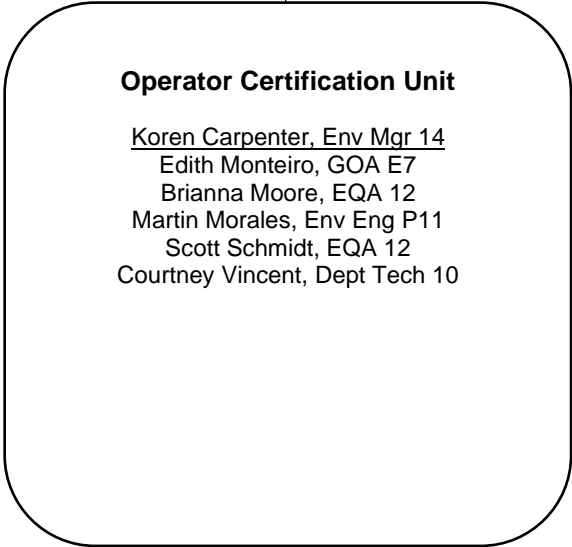 Operator Certification Unit
Koren Carpenter, Env Mgr 14
Edith Monteiro, GOA E7
Brianna Moore, EQA 12
Martin Morales, Env Eng P11
Scott Schmidt, EQA 12
Courtney Vincent, Dept Tech 10